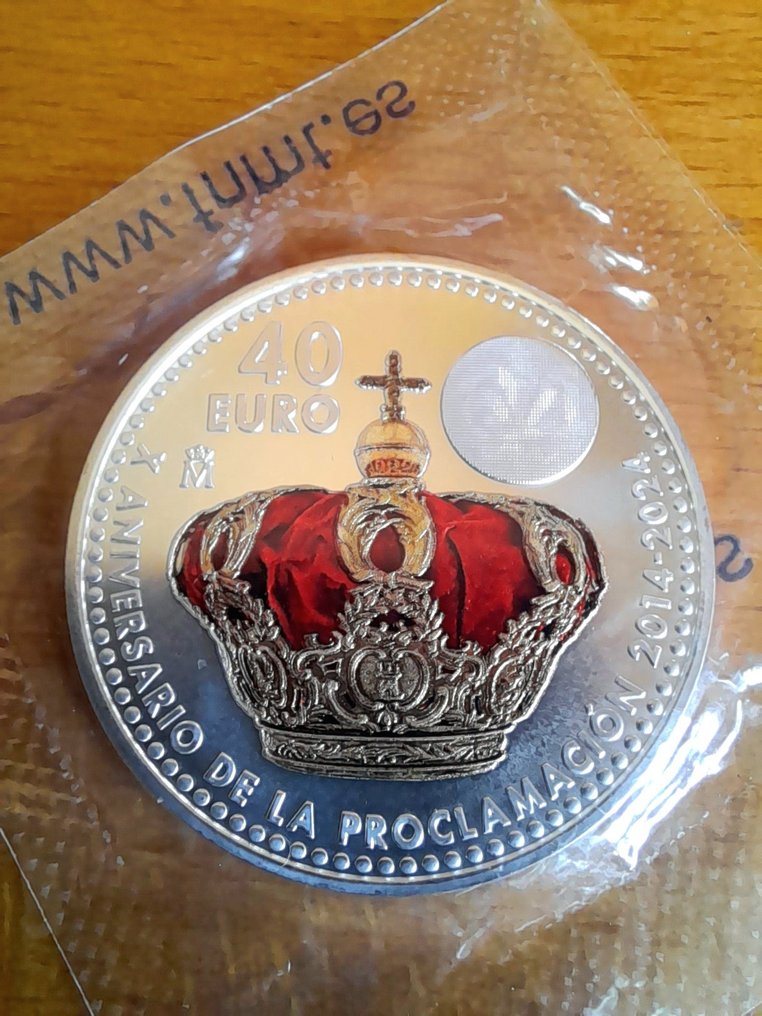 www.fnmt.es
40
EURO
M
X ANIVERSARIO DE LA PROCLAMACIÓN 2014-2024
s